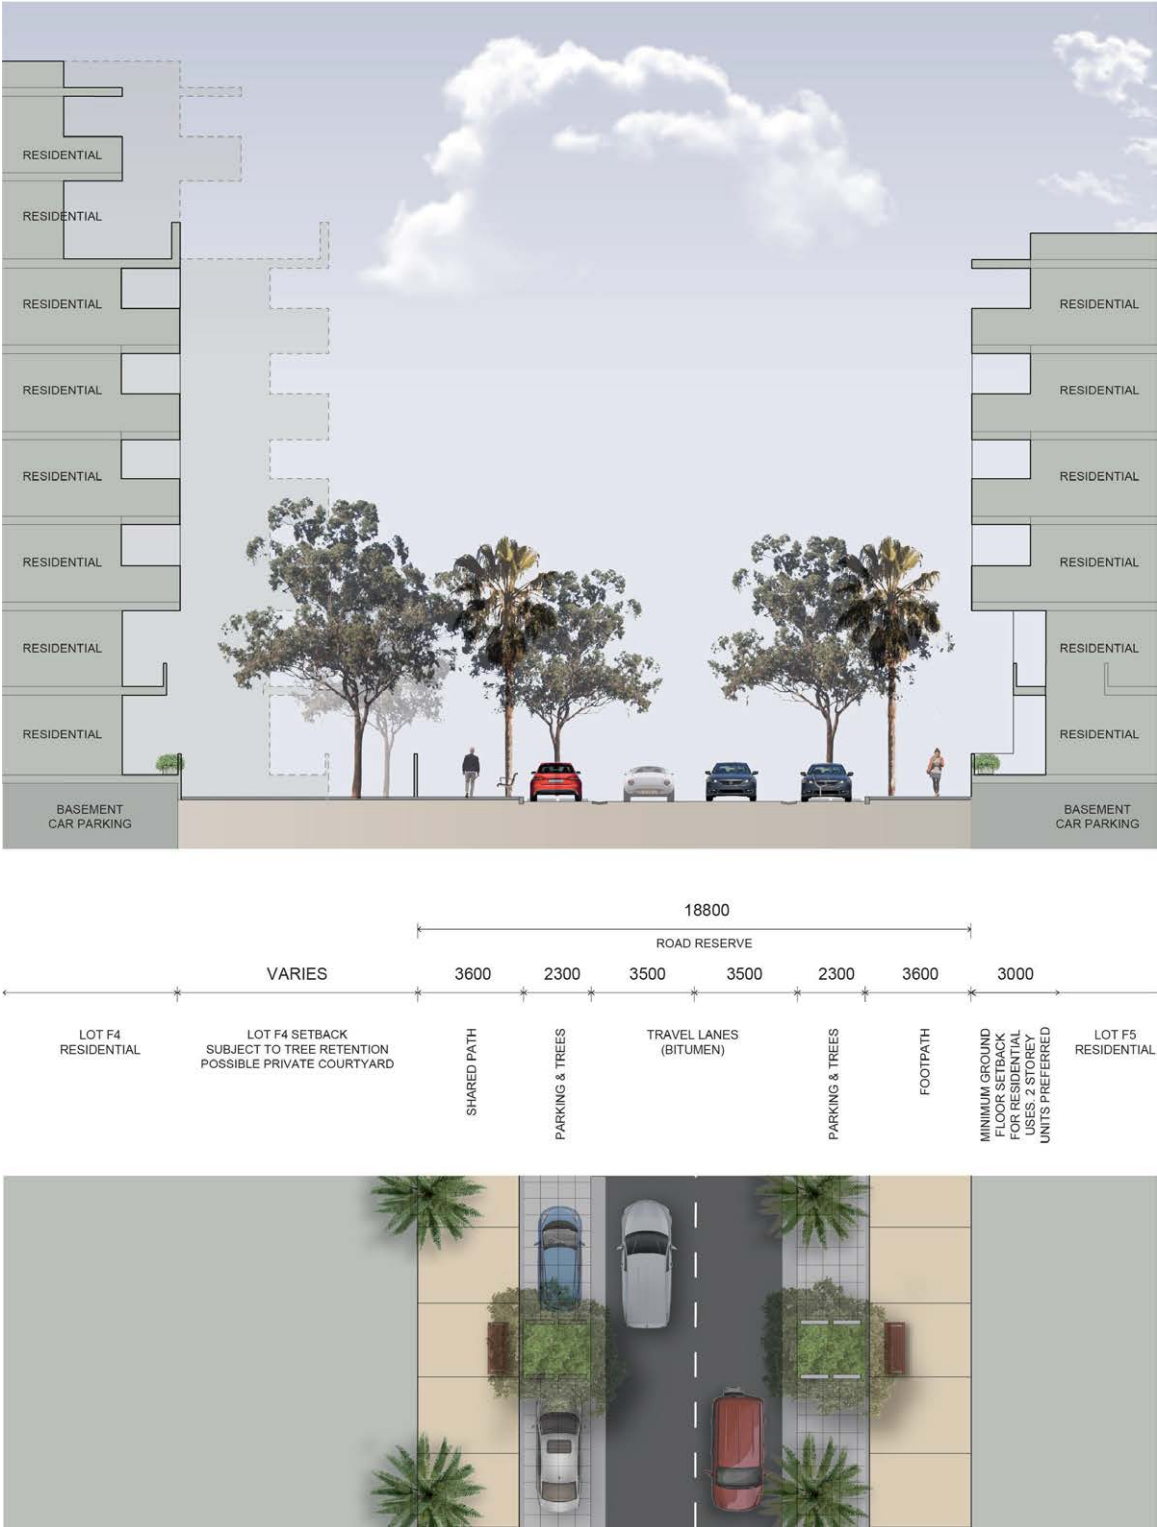 RESIDENTIAL
RESIDENTIAL
RESIDENTIAL
RESIDENTIAL
RESIDENTIAL
RESIDENTIAL
RESIDENTIAL
RESIDENTIAL
BASEMENT
CAR PARKING
RESIDENTIAL
RESIDENTIAL
RESIDENTIAL
RESIDENTIAL
RESIDENTIAL
RESIDENTIAL
BASEMENT
CAR PARKING
18800
ROAD RESERVE
VARIES
3600
2300
3500
3500
2300
3600
3000
LOT F4
RESIDENTIAL
LOT F4 SETBACK
SUBJECT TO TREE RETENTION
POSSIBLE PRIVATE COURTYARD
SHARED PATH
PARKING & TREES
TRAVEL LANES
(BITUMEN)
PARKING & TREES
FOOTPATH
MINIMUM GROUND
FLOOR SETBACK
FOR RESIDENTIAL
USES. 2 STOREY
UNITS PREFERRED
LOT F5
RESIDENTIAL